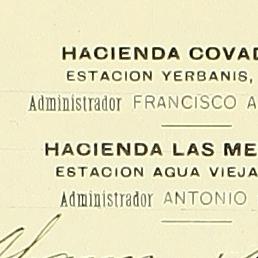 HACIENDA COVAD
ESTACION YERBANIS,
Administrador FRANCISCO A
HACIENDA LAS ME
ESTACION AGUA VIEJA
Administrador ANTONIO